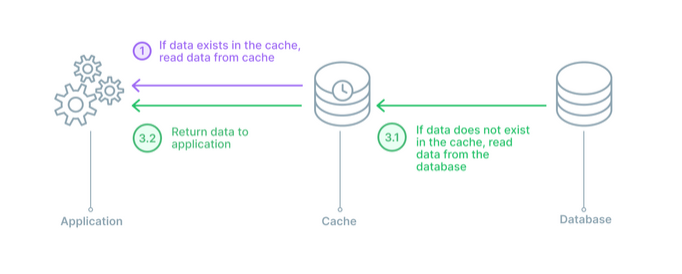 1
If data exists in the cache,
read data from cache
3.2
Return data to
application
3.1
If data does not exist
in the cache, read
data from the
database
Application
Cache
Database